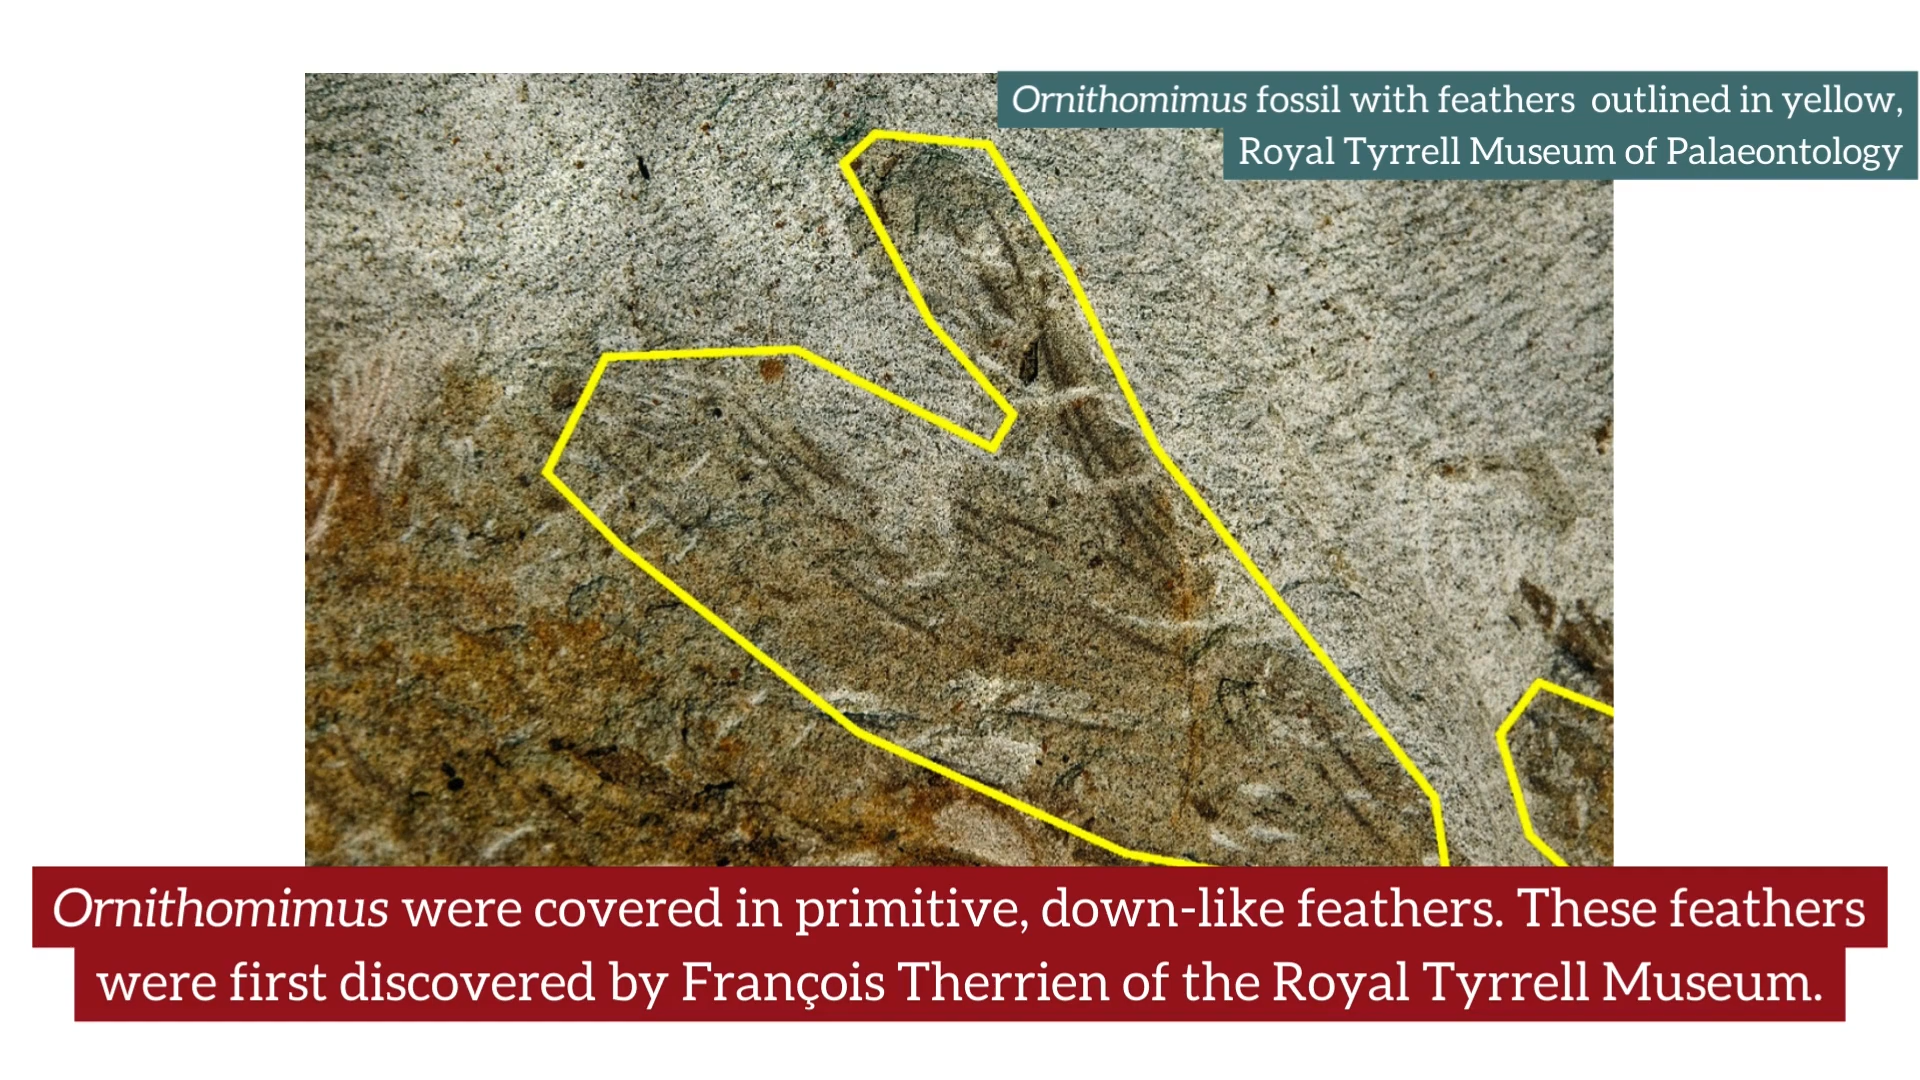 Ornithomimus fossil with feathers outlined in yellow,
Royal Tyrrell Museum of Palaeontology
Ornithomimus were covered in primitive, down-like feathers. These feathers
were first discovered by François Therrien of the Royal Tyrrell Museum.